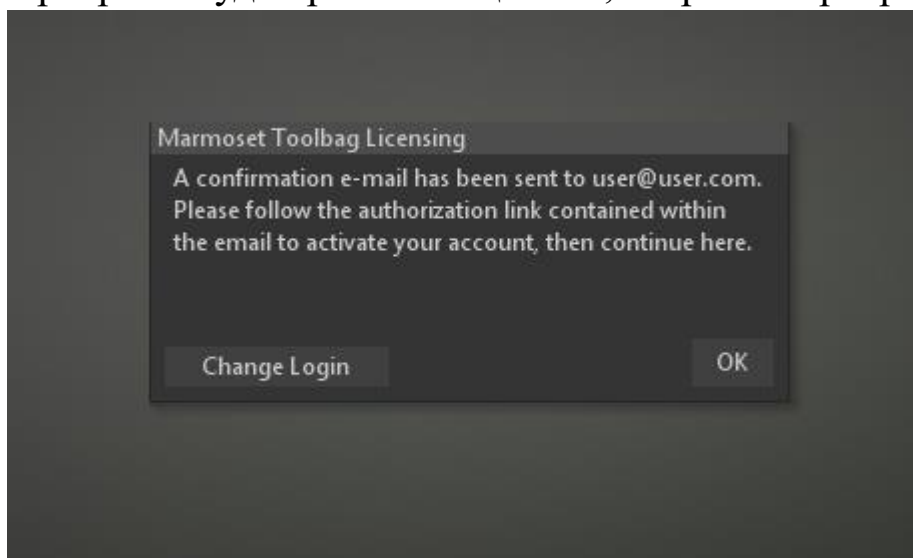 Marmoset Toolbag Licensing
A confirmation e-mail has been sent to user@user.com.
Please follow the authorization link contained within
the email to activate your account, then continue here.
Change Login
OK